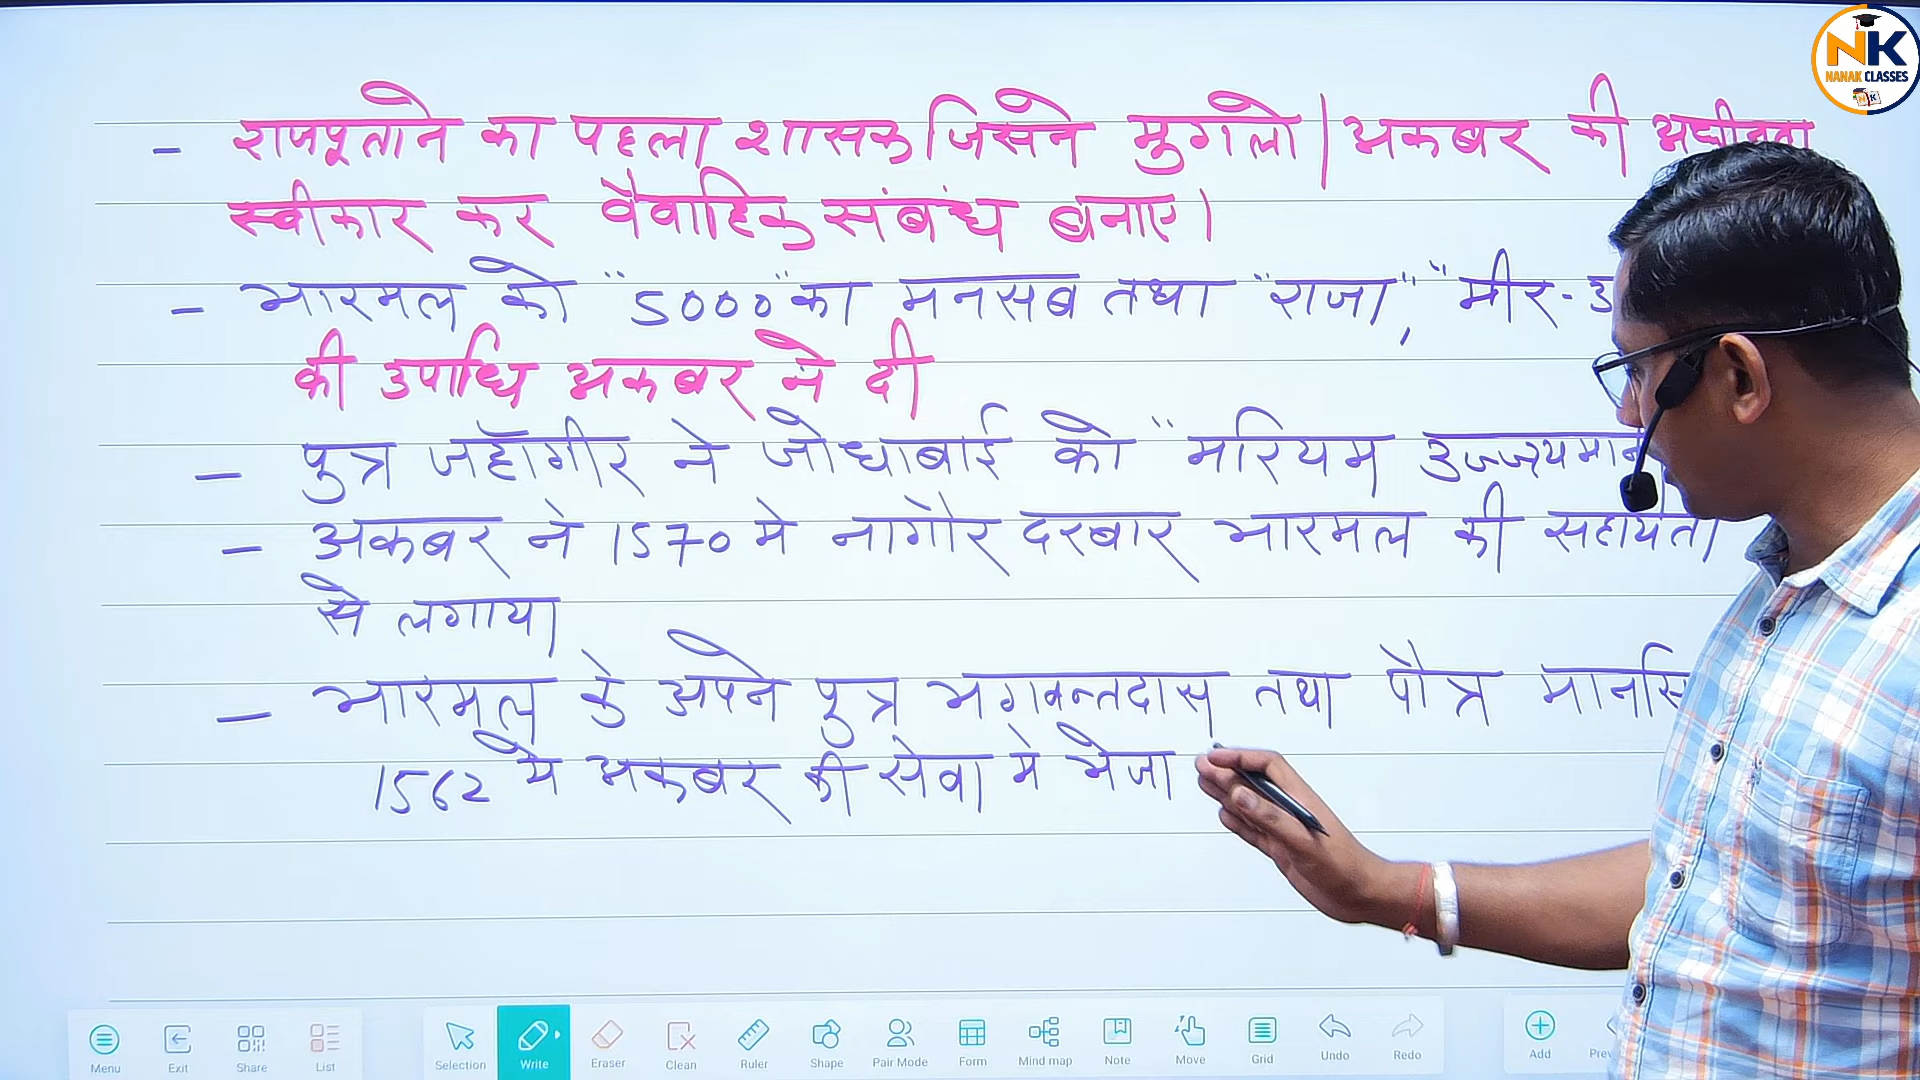 NK
NANAK CLASSES
- राजपूताने का पहला शासक जिसने मुगलो | अकबर की अधीनता
स्वीकार कर वैवाहिक संबंध बनाए।
- भारमल को "5000" का मनसब तथा "राजा", "मीर-
की उपाधि अकबर ने दी
- पुत्र जहाँगीर ने जोधाबाई को "मरियम
- अकबर ने 1570 मे नागौर दरबार भारमल की सहायता
से लगाया
- भारमल के अपने पुत्र भगवन्तदास तथा पौत्र
1562 मे अकबर की सेवा मे भेजा
Menu Exit Share List Selection Write Eraser Clean Ruler Shape Pair Mode Form Mind map Note Move Grid Undo Redo Add